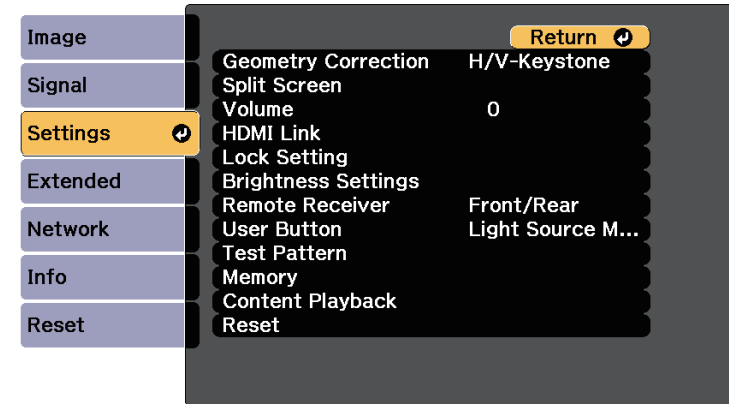 Image
Signal
Settings
Extended
Network
Info
Reset
Return
Geometry Correction H/V-Keystone
Split Screen
Volume 0
HDMI Link
Lock Setting
Brightness Settings
Remote Receiver Front/Rear
User Button Light Source M...
Test Pattern
Memory
Content Playback
Reset